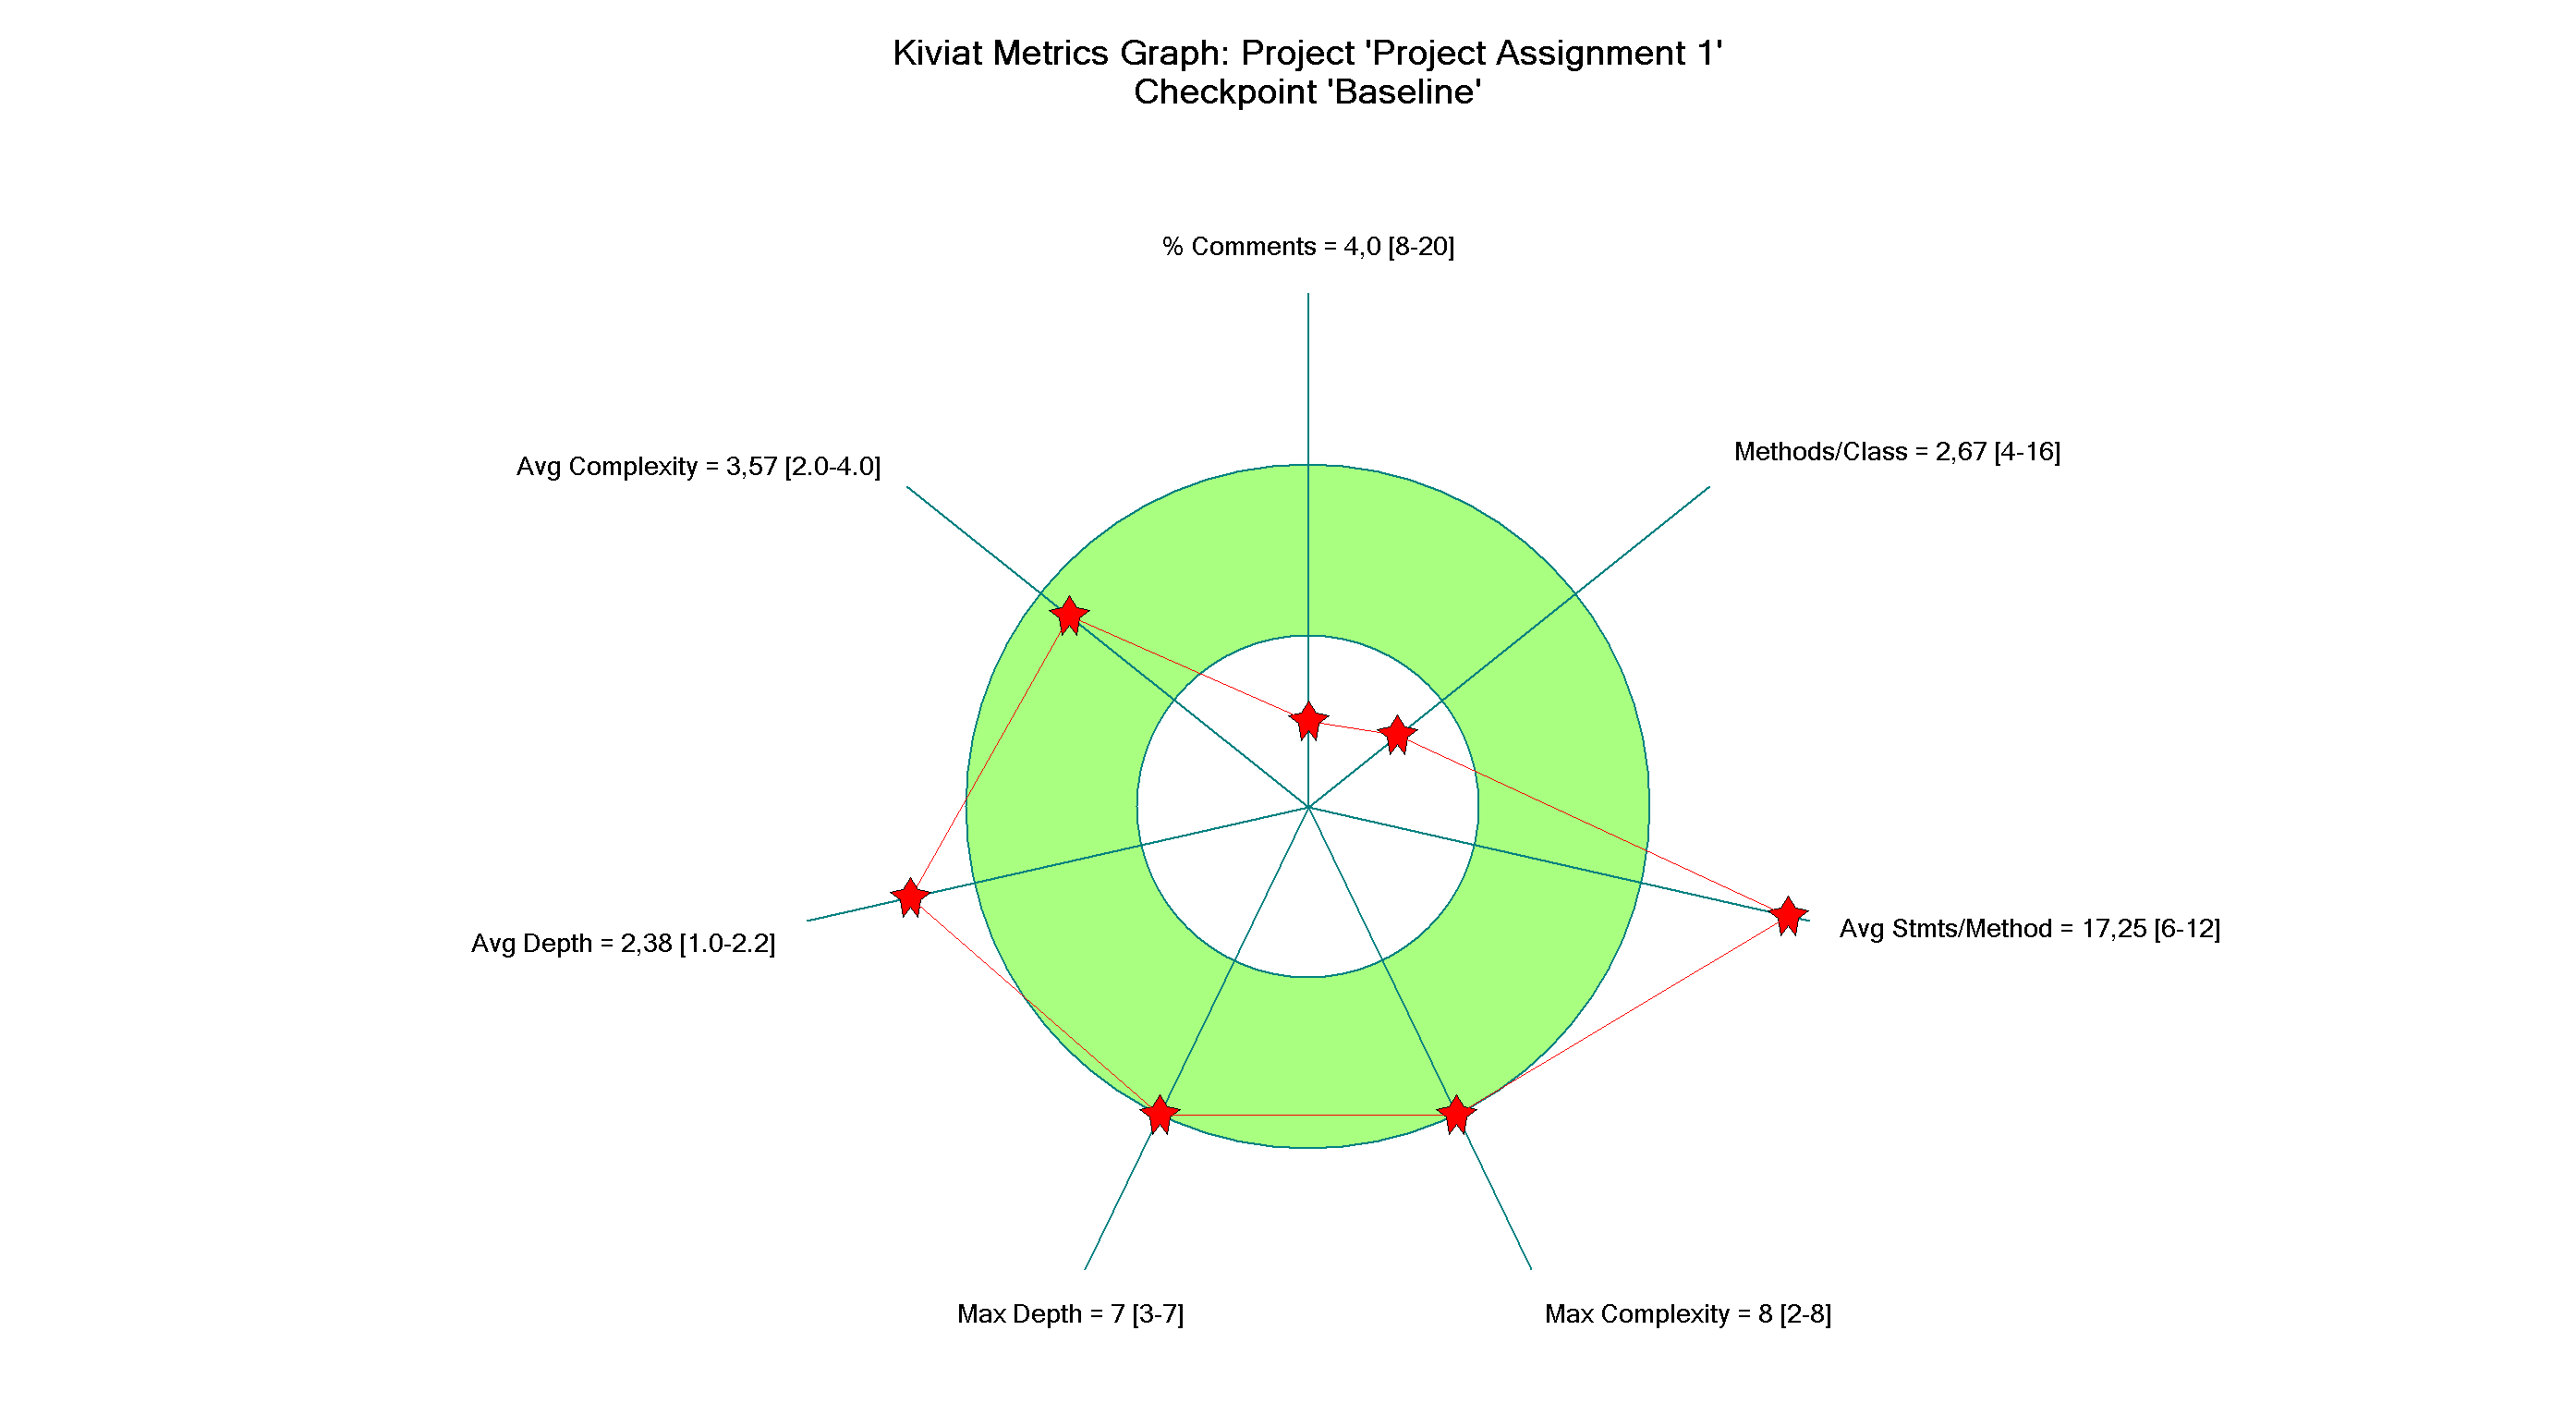 Kiviat Metrics Graph: Project 'Project Assignment 1'
Checkpoint 'Baseline'
% Comments = 4,0 [8-20]
Methods/Class = 2,67 [4-16]
Avg Complexity = 3,57 [2.0-4.0]
Avg Stmts/Method = 17,25 [6-12]
Avg Depth = 2,38 [1.0-2.2]
Max Depth = 7 [3-7]
Max Complexity = 8 [2-8]